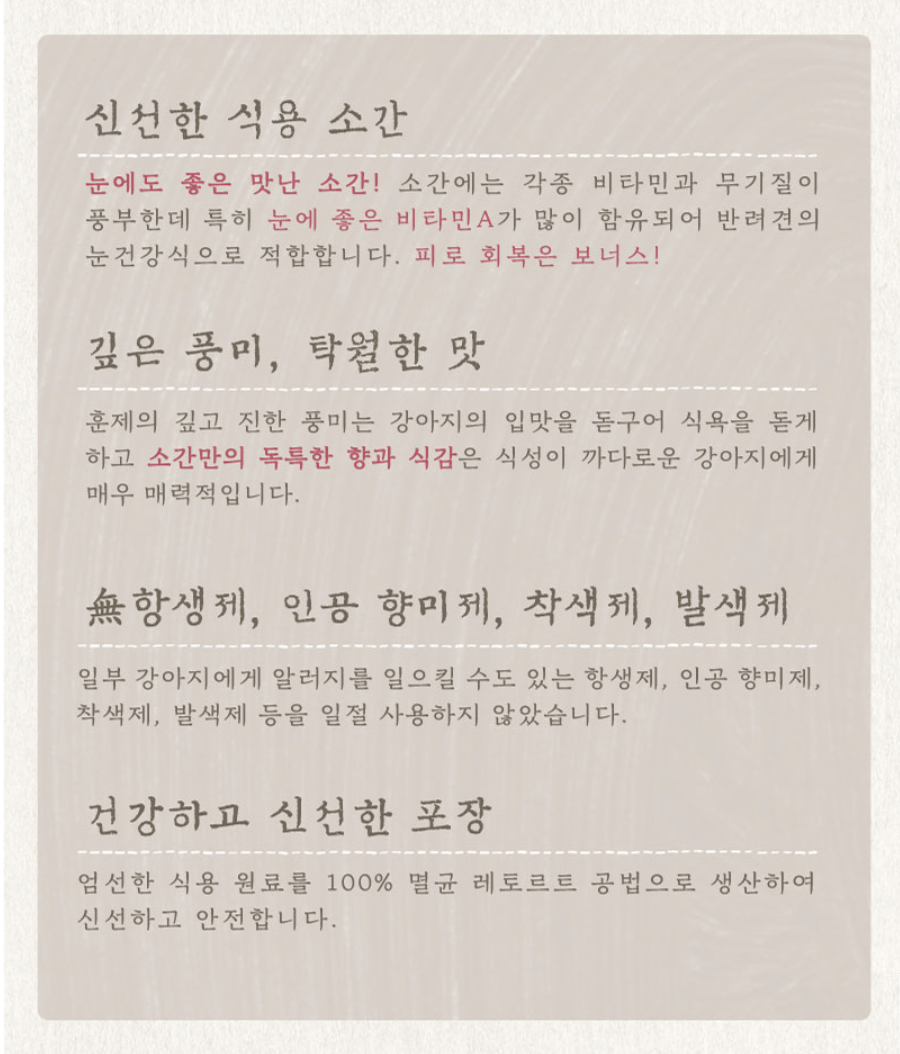 신선한 식용 소간
눈에도 좋은 맛난 소간! 소간에는 각종 비타민과 무기질이
풍부한데 특히 눈에 좋은 비타민A가 많이 함유되어 반려견의
눈건강식으로 적합합니다. 피로 회복은 보너스!
깊은 풍미, 탁월한 맛
훈제의 깊고 진한 풍미는 강아지의 입맛을 돋구어 식욕을 돋게
하고 소간만의 독특한 향과 식감은 식성이 까다로운 강아지에게
매우 매력적입니다.
無항생제, 인공 향미제, 착색제, 발색제
일부 강아지에게 알러지를 일으킬 수도 있는 항생제, 인공 향미제,
착색제, 발색제 등을 일절 사용하지 않았습니다.
건강하고 신선한 포장
엄선한 식용 원료를 100% 멸균 레토르트 공법으로 생산하여
신선하고 안전합니다.